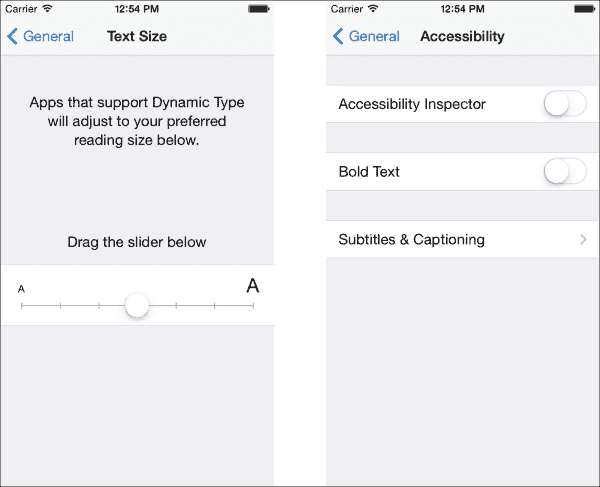 Carrier 12:54 PM
General Text Size
Apps that support Dynamic Type
will adjust to your preferred
reading size below.
Drag the slider below
A A
Carrier 12:54 PM
General Accessibility
Accessibility Inspector
Bold Text
Subtitles & Captioning